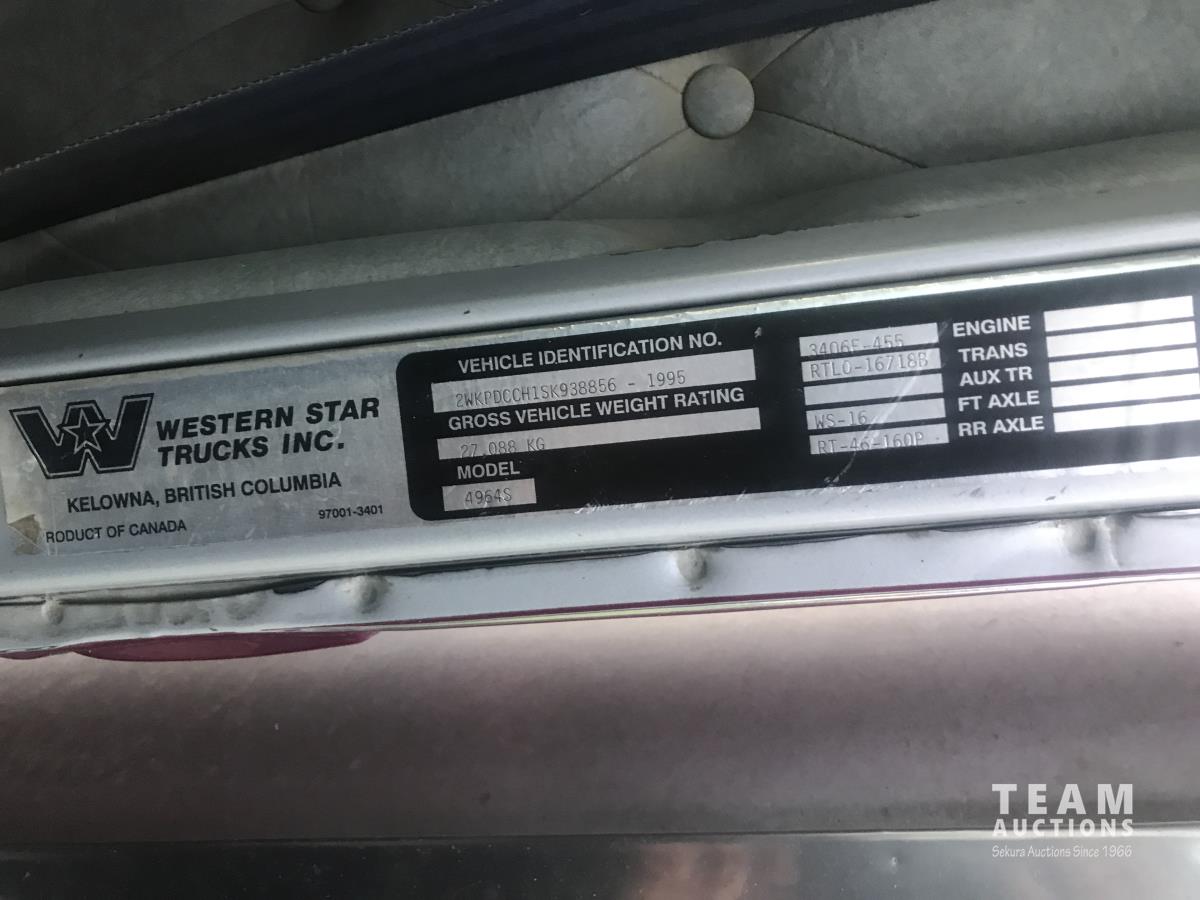 WESTERN STAR
TRUCKS INC.
KELOWNA, BRITISH COLUMBIA
RODUCT OF CANADA
97001-3401
VEHICLE IDENTIFICATION NO.
2WKPDCCH1SK938856 - 1995
GROSS VEHICLE WEIGHT RATING
27,088 KG
MODEL
4964S
3406E-455 ENGINE
RTLO-16718B TRANS
AUX TR
WS-16 FT AXLE
RT-46-160P RR AXLE
TEAM
AUCTIONS
Sekura Auctions Since 1966